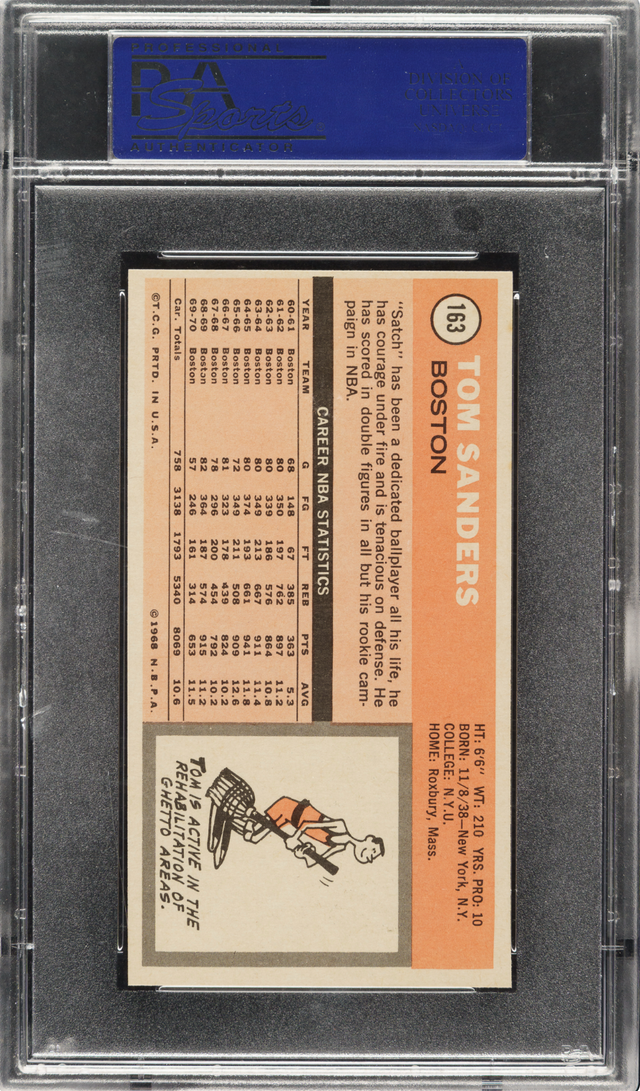 PROFESSIONAL
PSA
Sports
AUTHENTICATOR
A
DIVISION OF
COLLECTORS
UNIVERSE
163
TOM SANDERS
BOSTON
HT: 6'6" WT: 210 YRS. PRO: 10
BORN: 11/8/38—New York, N.Y.
COLLEGE: N.Y.U.
HOME: Roxbury, Mass.
"Satch" has been a dedicated ballplayer all his life, he
has courage under fire and is tenacious on defense. He
has scored in double figures in all but his rookie cam-
paign in NBA.
CAREER NBA STATISTICS
YEAR TEAM G FG FT REB PTS AVG
60-61 Boston 68 148 67 385 363 5.3
61-62 Boston 80 350 197 762 897 11.2
62-63 Boston 80 339 186 576 864 10.8
63-64 Boston 80 349 213 667 911 11.4
64-65 Boston 80 374 193 661 941 11.8
65-66 Boston 72 349 211 508 909 12.6
66-67 Boston 81 323 178 439 824 10.2
67-68 Boston 78 296 200 454 792 10.2
68-69 Boston 82 364 187 574 915 11.2
69-70 Boston 57 246 161 314 653 11.5
Car. Totals 758 3138 1793 5340 8069 10.6
©T.C.G. PRTD. IN U.S.A. ©1968 N.B.P.A.
TOM IS ACTIVE IN THE
REHABILITATION OF
GHETTO AREAS.